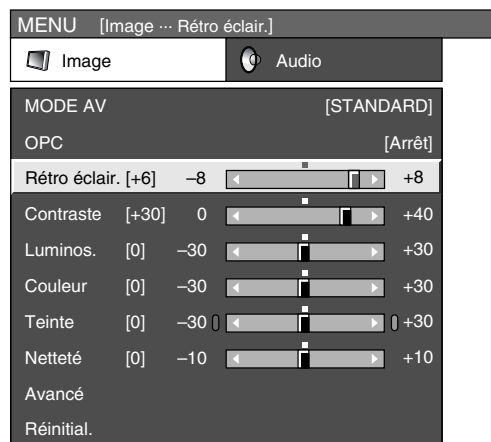 MENU [Image ··· Rétro éclair.]
Image Audio
MODE AV [STANDARD]
OPC [Arrêt]
Rétro éclair. [+6] –8 +8
Contraste [+30] 0 +40
Luminos. [0] –30 +30
Couleur [0] –30 +30
Teinte [0] –30 +30
Netteté [0] –10 +10
Avancé
Réinitial.